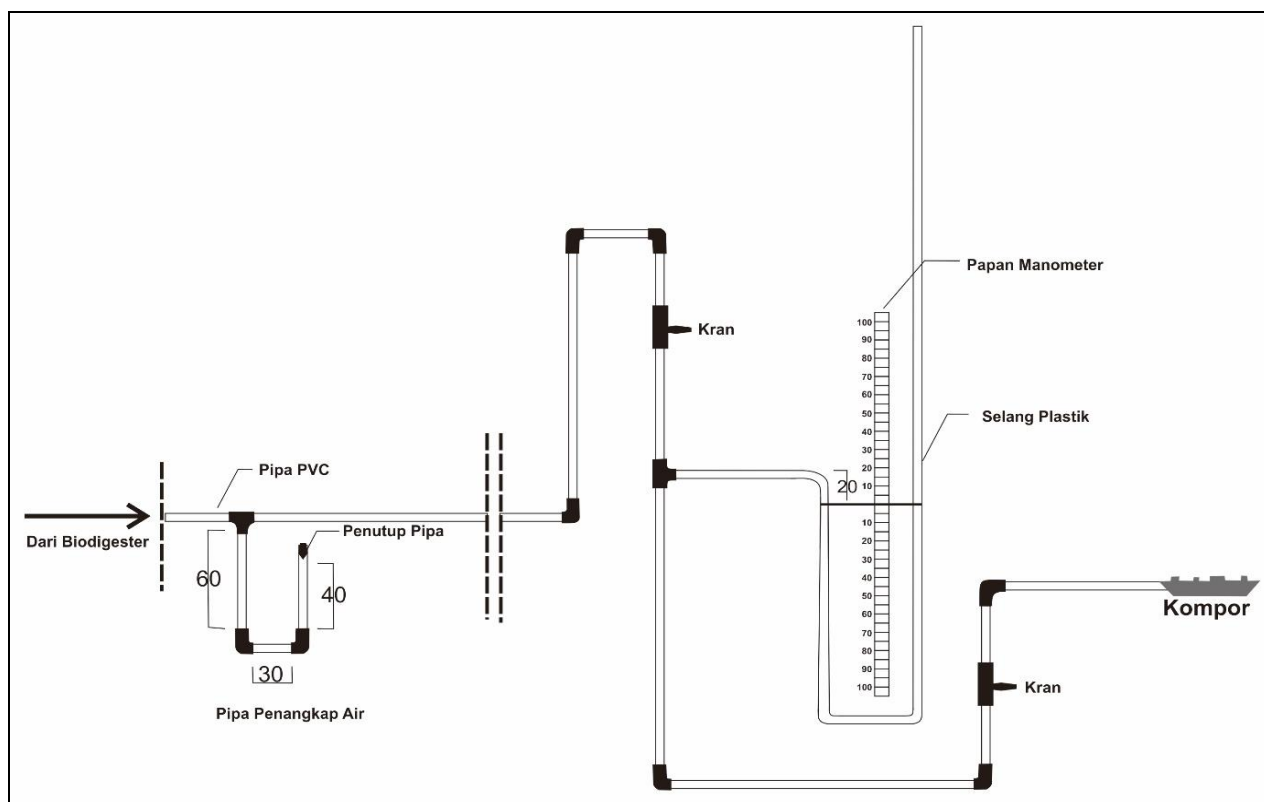 Papan Manometer
100
90
80
70
60
50
40
30
20
10
10
20
30
40
50
60
70
80
90
100
Kran
Selang Plastik
20
Pipa PVC
Dari Biodigester
Penutup Pipa
60
40
30
Pipa Penangkap Air
Kompor
Kran